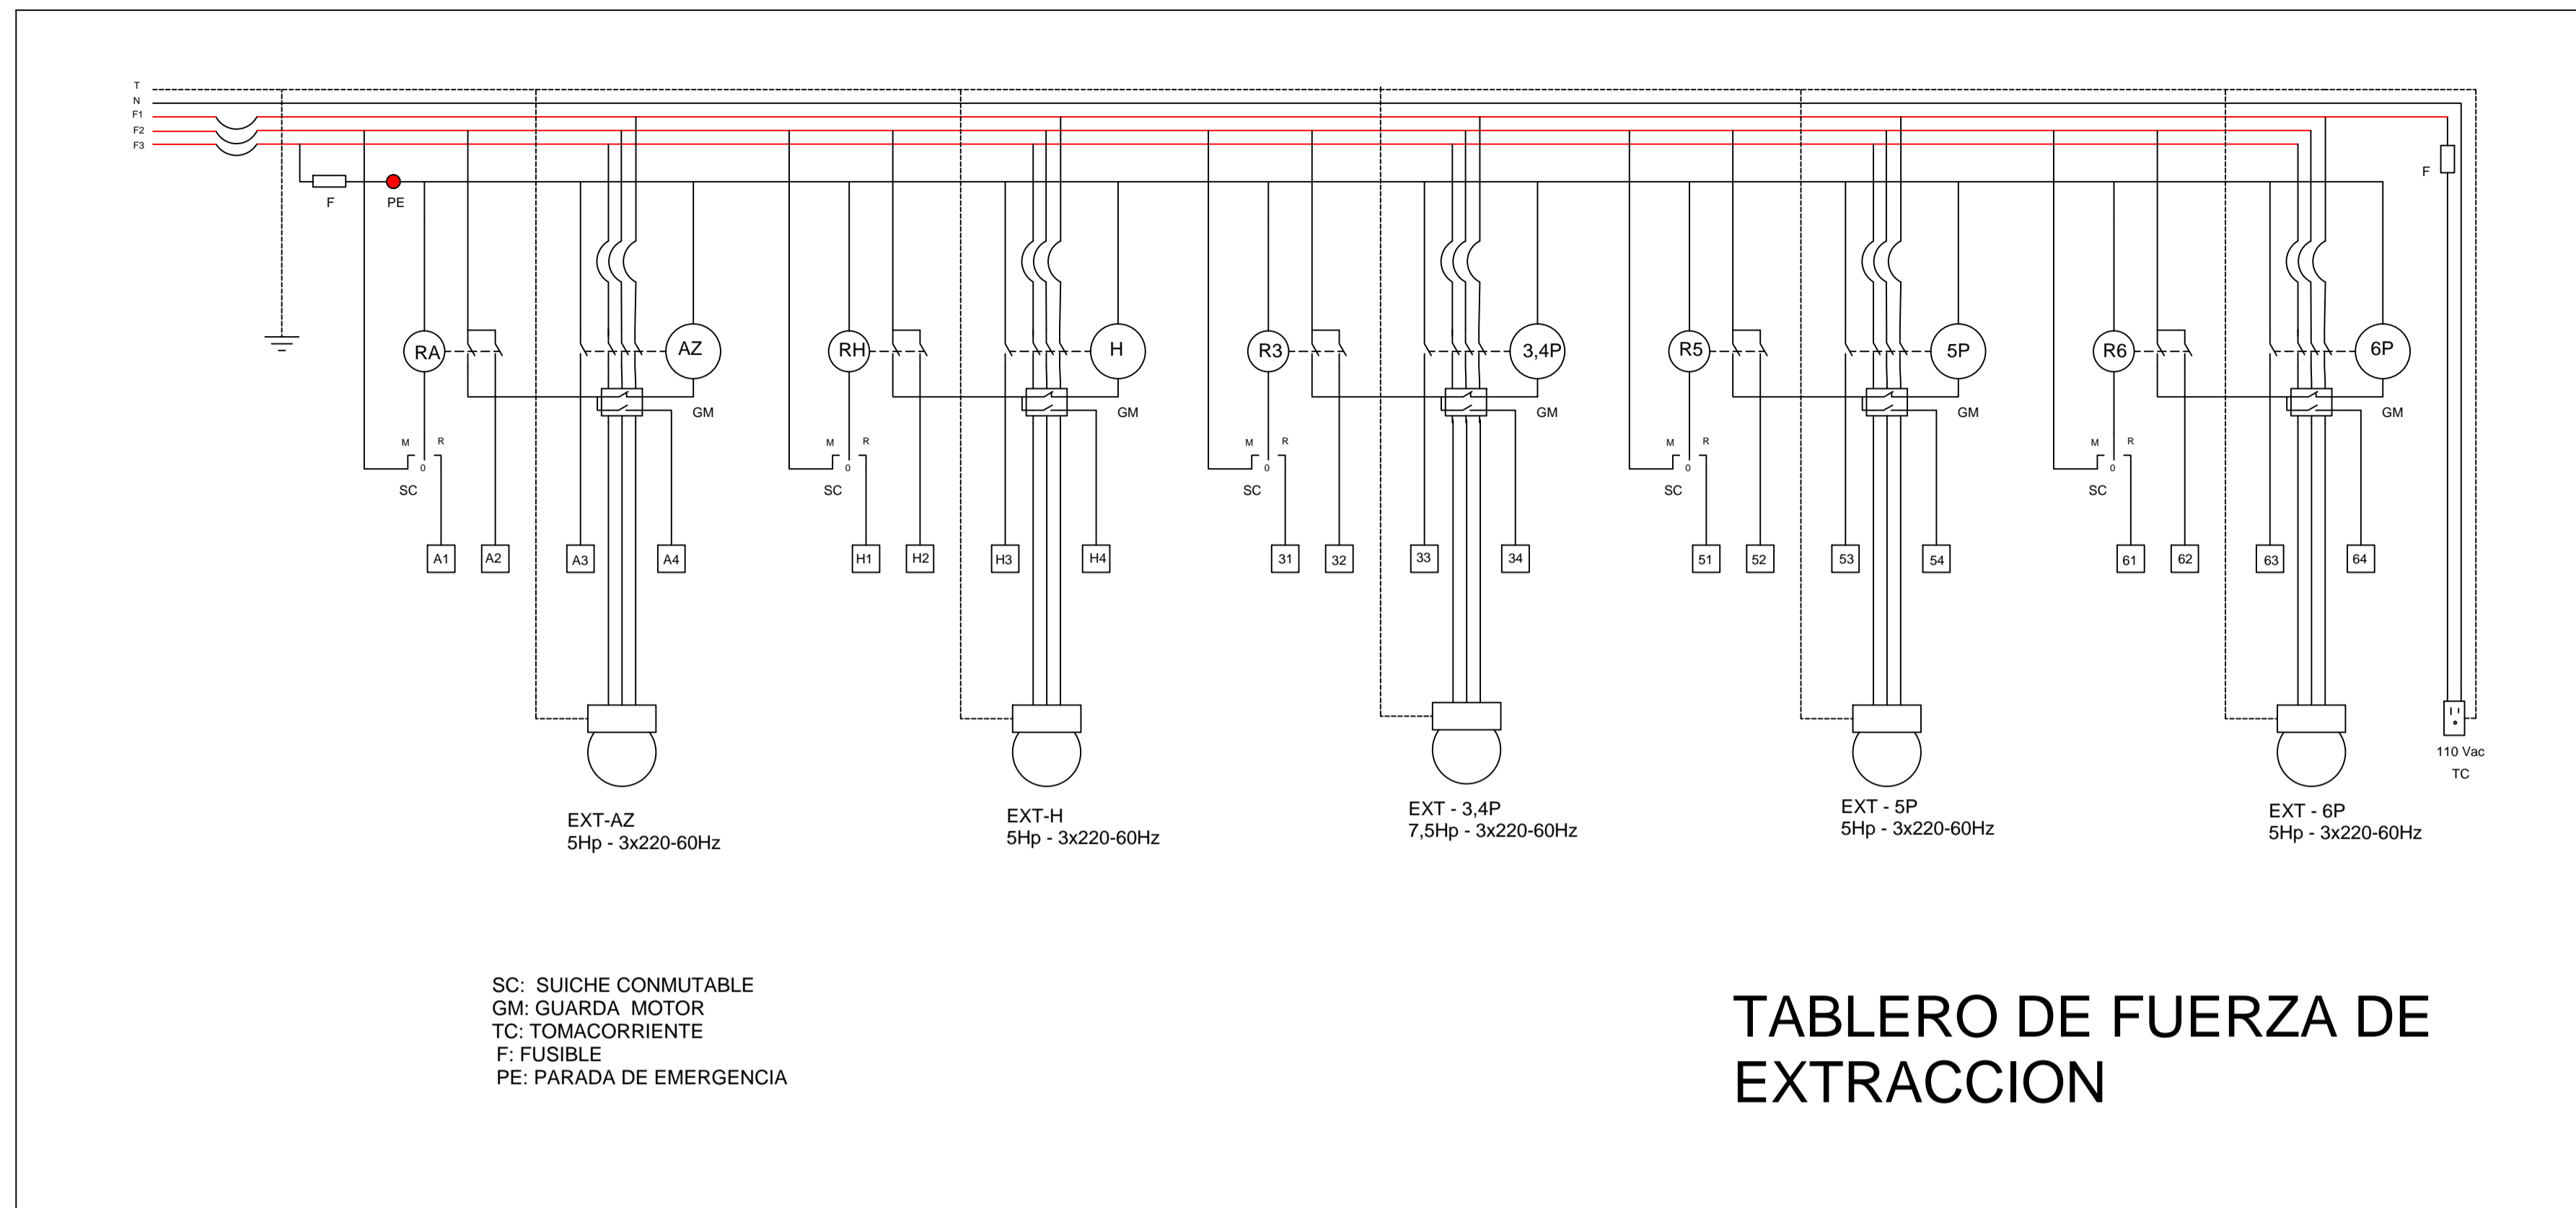 T
N
F1
F2
F3
F
PE
F
RA
AZ
RH
H
R3
3,4P
R5
5P
R6
6P
GM
GM
GM
GM
GM
M
R
0
SC
M
R
0
SC
M
R
0
SC
M
R
0
SC
M
R
0
SC
A1
A2
A3
A4
H1
H2
H3
H4
31
32
33
34
51
52
53
54
61
62
63
64
110 Vac
TC
EXT-AZ
5Hp - 3x220-60Hz
EXT-H
5Hp - 3x220-60Hz
EXT - 3,4P
7,5Hp - 3x220-60Hz
EXT - 5P
5Hp - 3x220-60Hz
EXT - 6P
5Hp - 3x220-60Hz
SC: SUICHE CONMUTABLE
GM: GUARDA MOTOR
TC: TOMACORRIENTE
F: FUSIBLE
PE: PARADA DE EMERGENCIA
TABLERO DE FUERZA DE
EXTRACCION